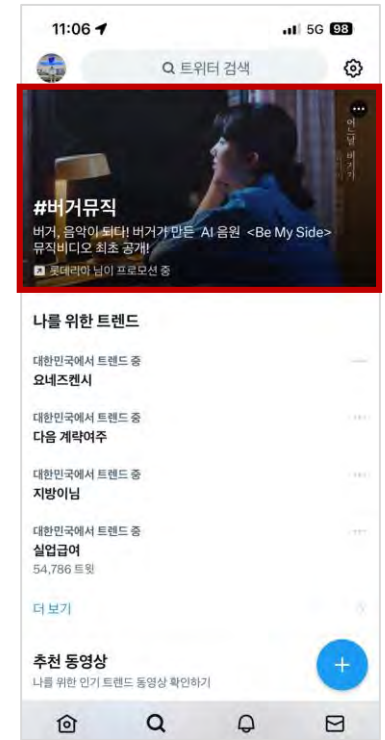 11:06
5G 98
트위터 검색
어느날 버거가
#버거뮤직
버거, 음악이 되다! 버거가 만든 AI 음원 <Be My Side>
뮤직비디오 최초 공개!
롯데리아 님이 프로모션 중
나를 위한 트렌드
대한민국에서 트렌드 중
요네즈켄시
대한민국에서 트렌드 중
다음 계략여주
대한민국에서 트렌드 중
지방이님
대한민국에서 트렌드 중
실업급여
54,786 트윗
더 보기
추천 동영상
나를 위한 인기 트렌드 동영상 확인하기